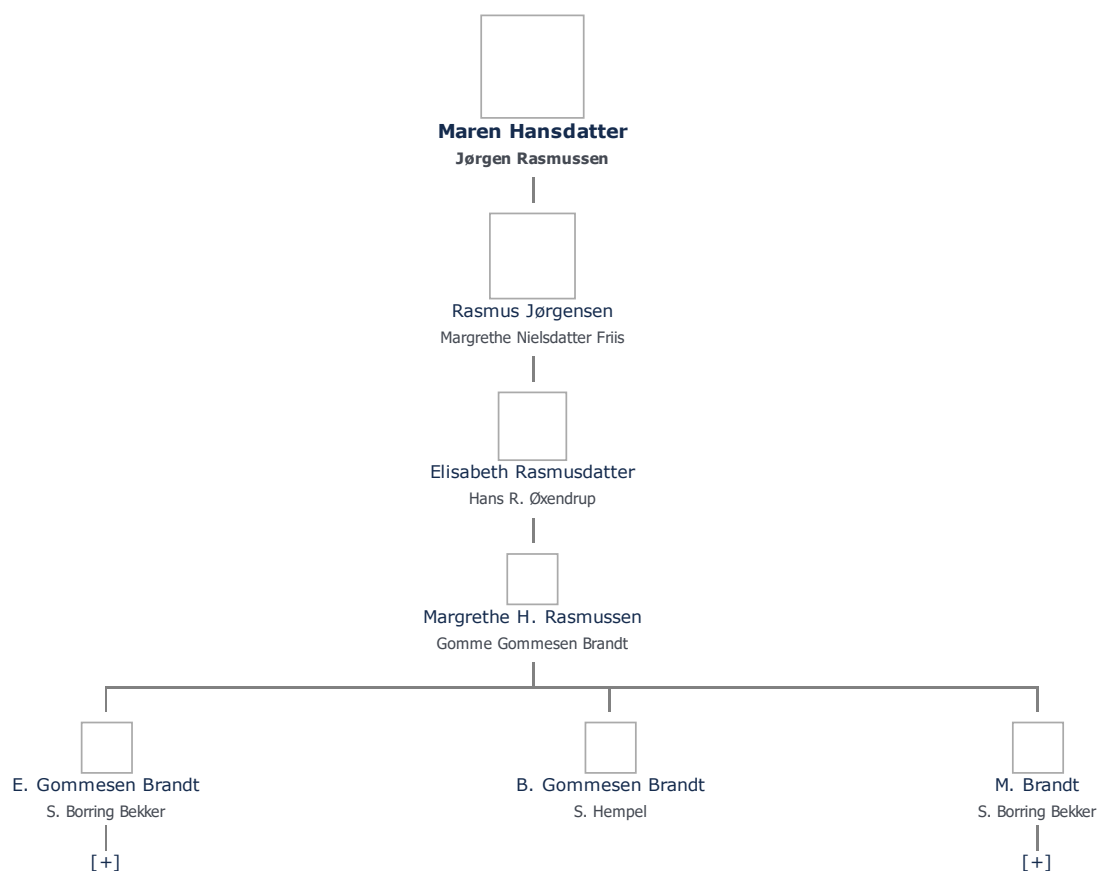 Maren Hansdatter
Jørgen Rasmussen
Rasmus Jørgensen
Margrethe Nielsdatter Friis
Elisabeth Rasmusdatter
Hans R. Øxendrup
Margrethe H. Rasmussen
Gomme Gommesen Brandt
E. Gommesen Brandt
S. Borring Bekker
[+]
B. Gommesen Brandt
S. Hempel
M. Brandt
S. Borring Bekker
[+]